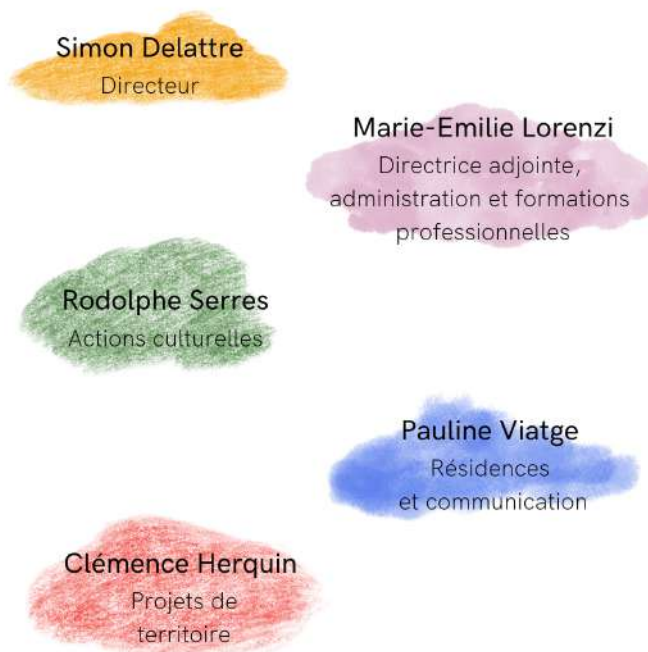 Simon Delattre
Directeur
Marie-Emilie Lorenzi
Directrice adjointe,
administration et formations
professionnelles
Rodolphe Serres
Actions culturelles
Pauline Viatge
Résidences
et communication
Clémence Herquin
Projets de
territoire